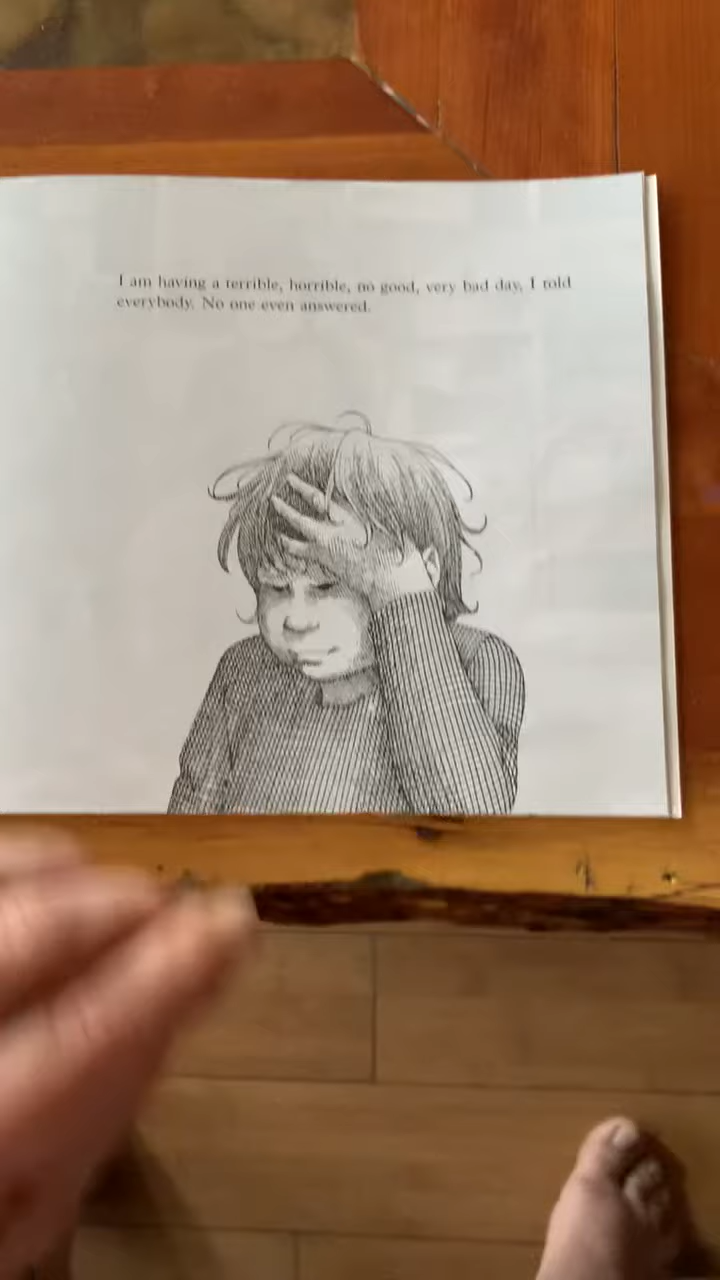 I am having a terrible, horrible, no good, very bad day, I told
everybody. No one even answered.